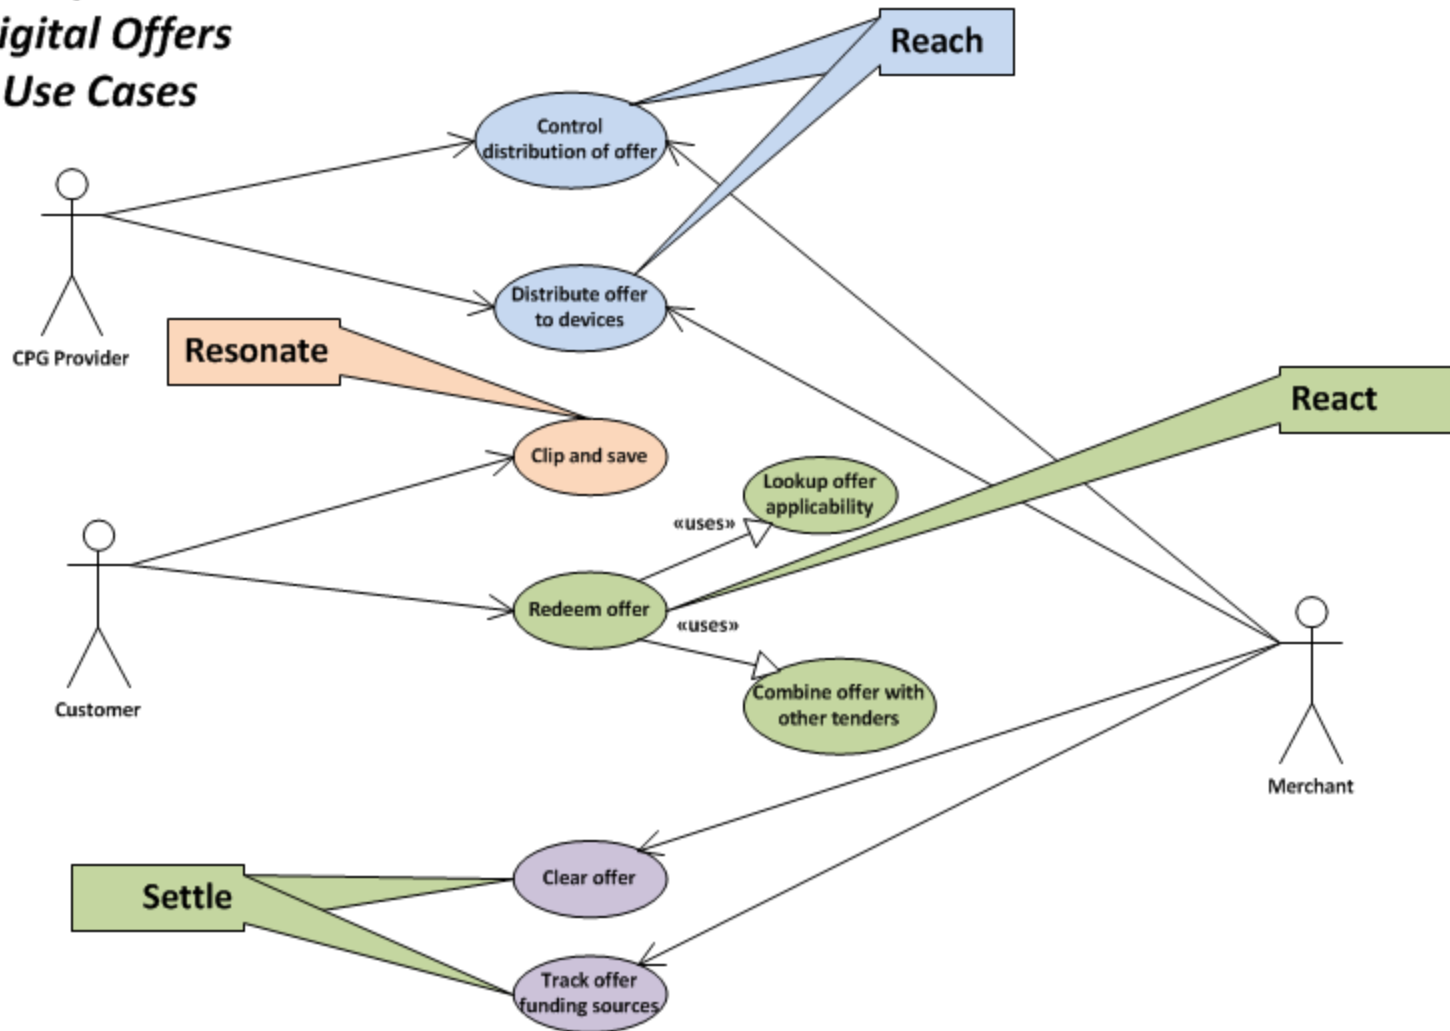 igital Offers
Use Cases
Reach
Control
distribution of offer
CPG Provider
Distribute offer
to devices
Resonate
React
Clip and save
Lookup offer
applicability
«uses»
Redeem offer
«uses»
Customer
Combine offer with
other tenders
Merchant
Clear offer
Settle
Track offer
funding sources